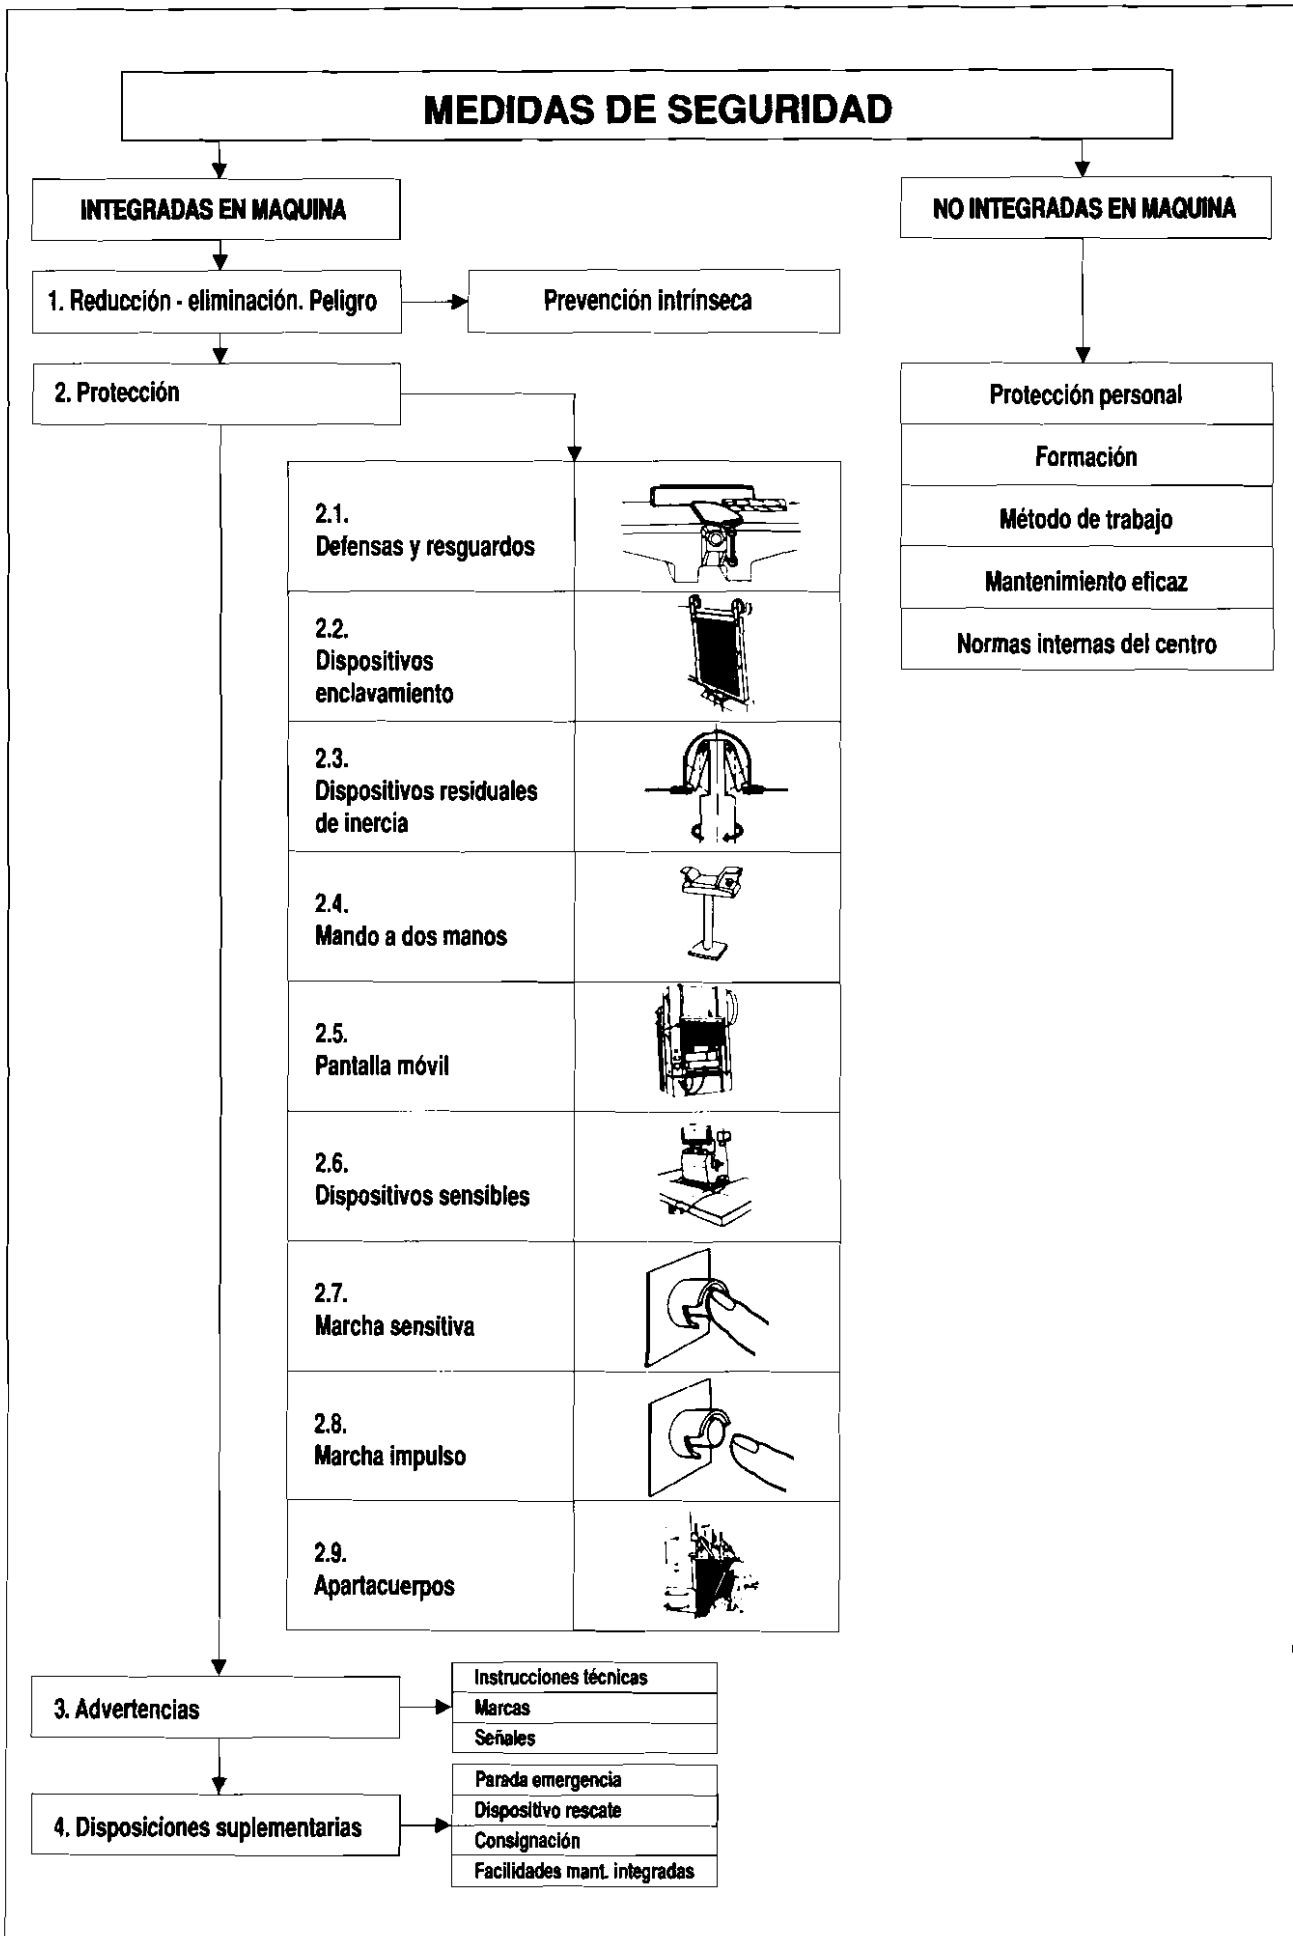 MEDIDAS DE SEGURIDAD
INTEGRADAS EN MAQUINA
NO INTEGRADAS EN MAQUINA
1. Reducción - eliminación. Peligro
Prevención intrínseca
2. Protección
Protección personal
Formación
Método de trabajo
Mantenimiento eficaz
Normas internas del centro
2.1.
Defensas y resguardos
2.2.
Dispositivos
enclavamiento
2.3.
Dispositivos residuales
de inercia
2.4.
Mando a dos manos
2.5.
Pantalla móvil
2.6.
Dispositivos sensibles
2.7.
Marcha sensitiva
2.8.
Marcha impulso
2.9.
Apartacuerpos
3. Advertencias
Instrucciones técnicas
Marcas
Señales
4. Disposiciones suplementarias
Parada emergencia
Dispositivo rescate
Consignación
Facilidades mant. integradas